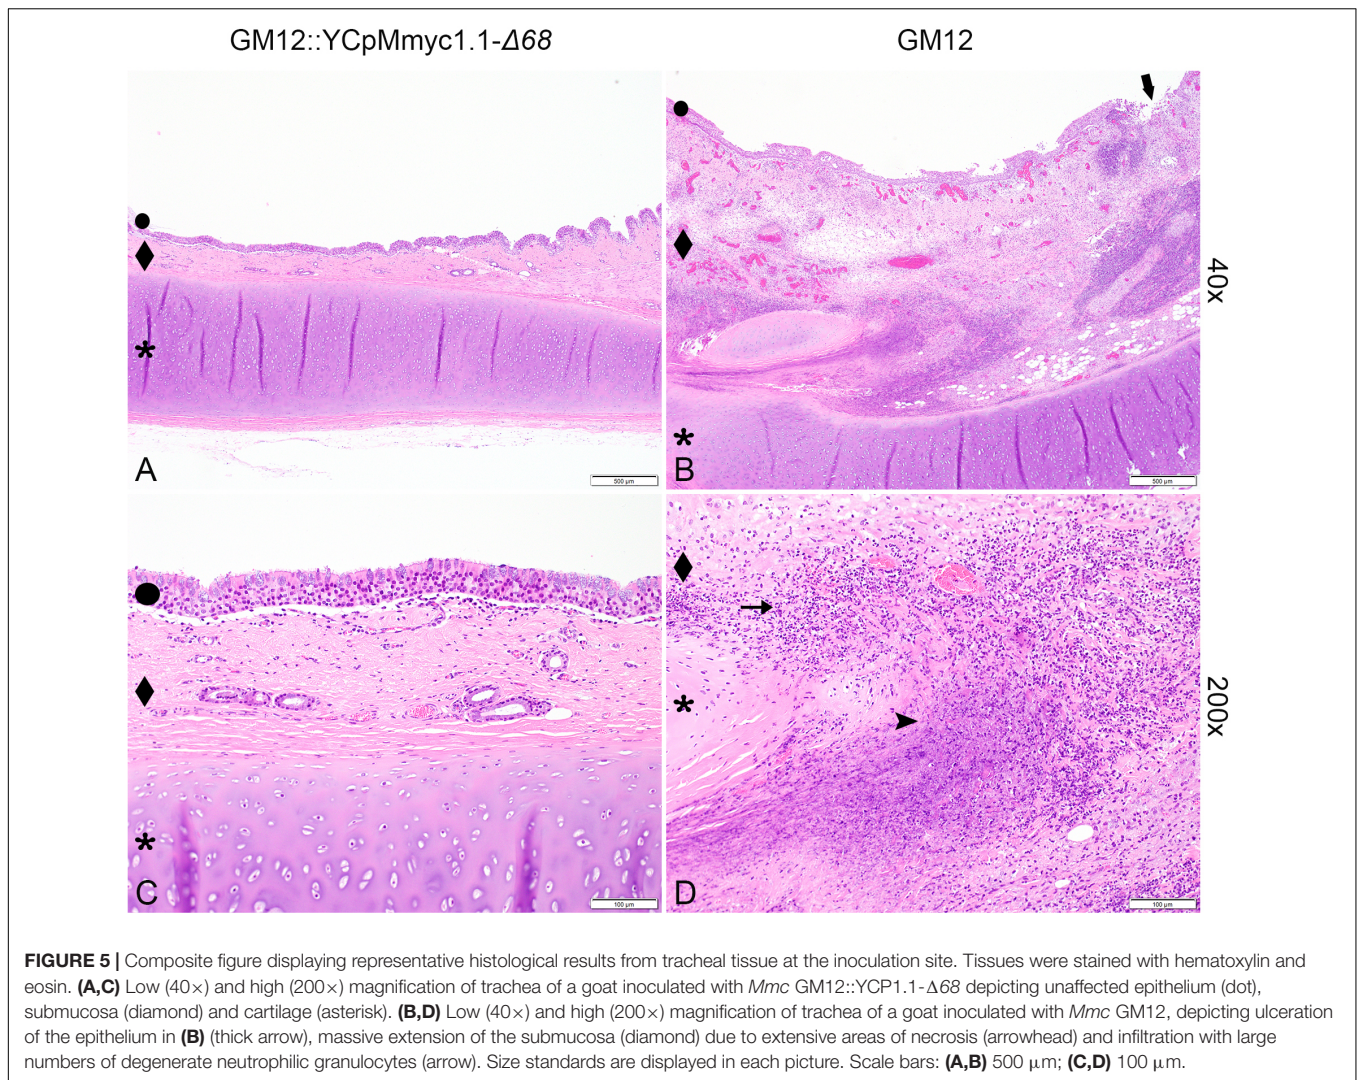 GM12::YCpMmyc1.1-Δ68
GM12
40x
A
500 µm
B
500 µm
200x
C
100 µm
D
100 µm
FIGURE 5 | Composite figure displaying representative histological results from tracheal tissue at the inoculation site. Tissues were stained with hematoxylin and
eosin. (A,C) Low (40×) and high (200×) magnification of trachea of a goat inoculated with Mmc GM12::YCP1.1-Δ68 depicting unaffected epithelium (dot),
submucosa (diamond) and cartilage (asterisk). (B,D) Low (40×) and high (200×) magnification of trachea of a goat inoculated with Mmc GM12, depicting ulceration
of the epithelium in (B) (thick arrow), massive extension of the submucosa (diamond) due to extensive areas of necrosis (arrowhead) and infiltration with large
numbers of degenerate neutrophilic granulocytes (arrow). Size standards are displayed in each picture. Scale bars: (A,B) 500 µm; (C,D) 100 µm.